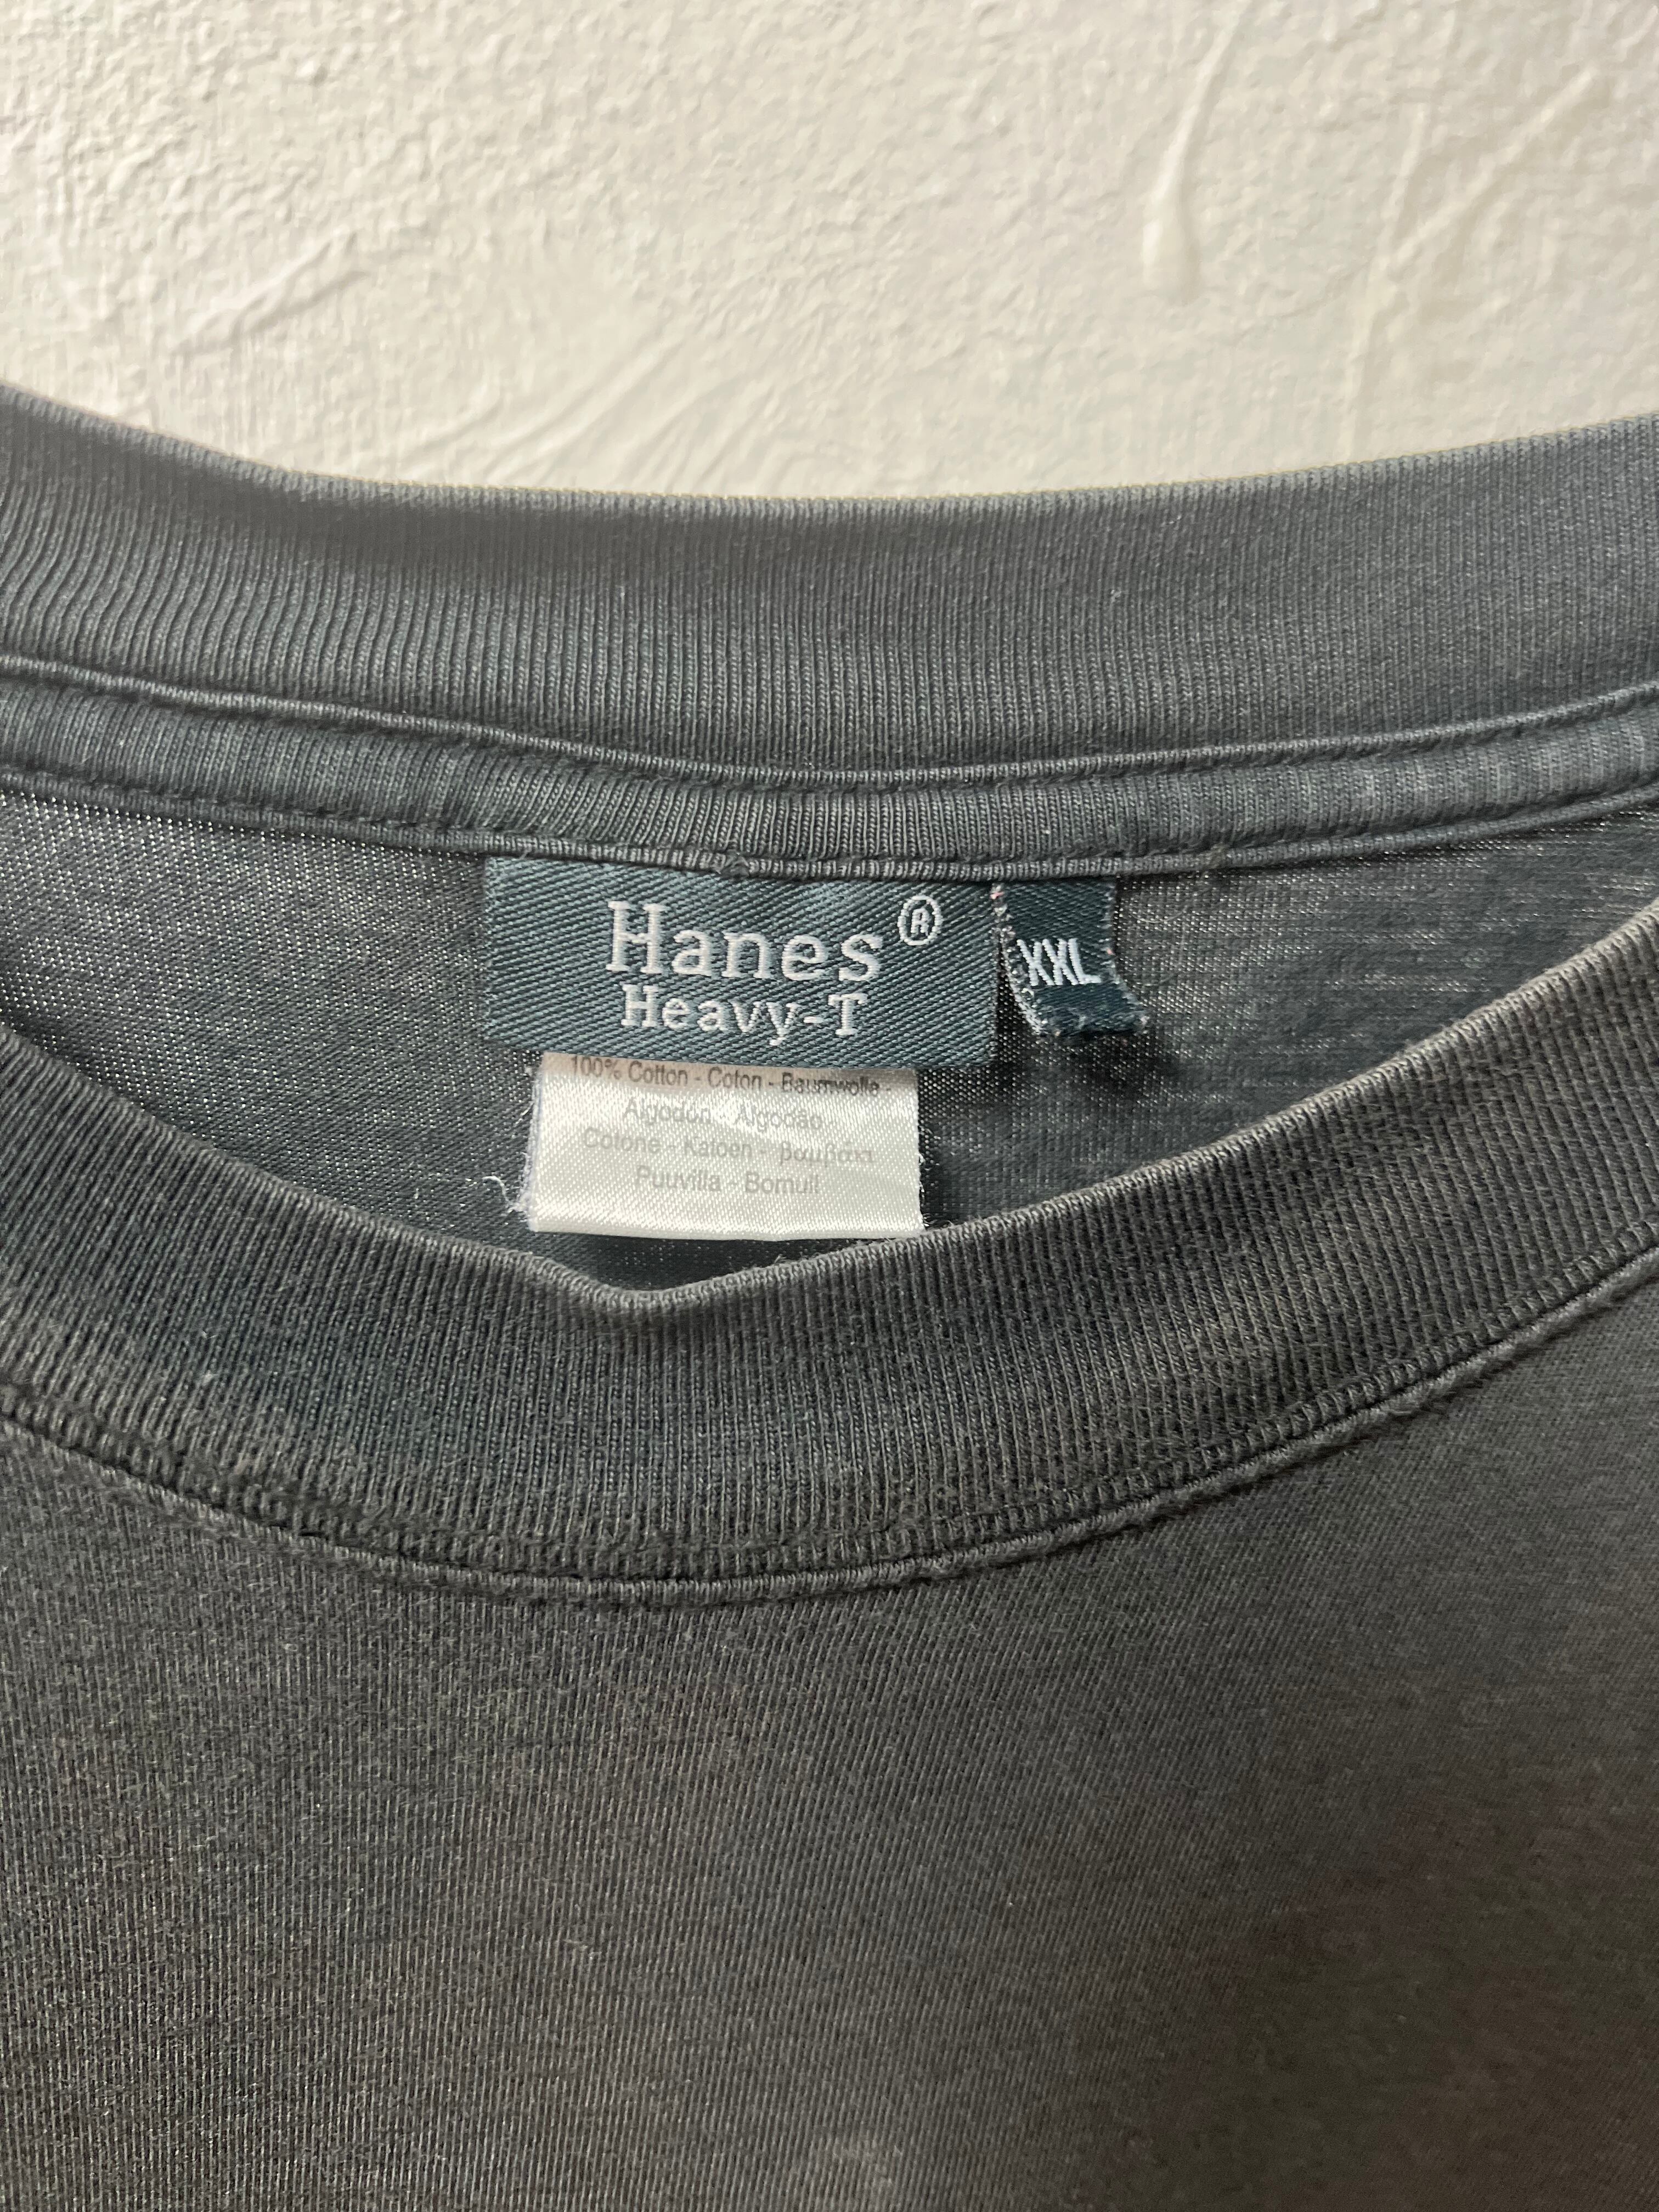 Hanes®
Heavy-T
XXL
100% Cotton - Coton - Baumwolle -
Algodón - Algodão -
Cotone - Katoen - βαμβάκι
Puuvilla - Bomull